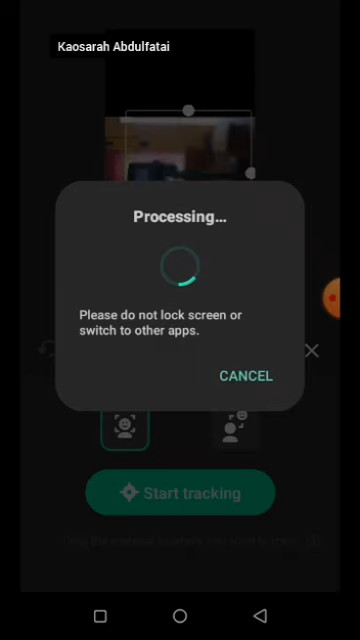 Kaosarah Abdulfatai
Processing...
Please do not lock screen or
switch to other apps.
CANCEL
Start tracking